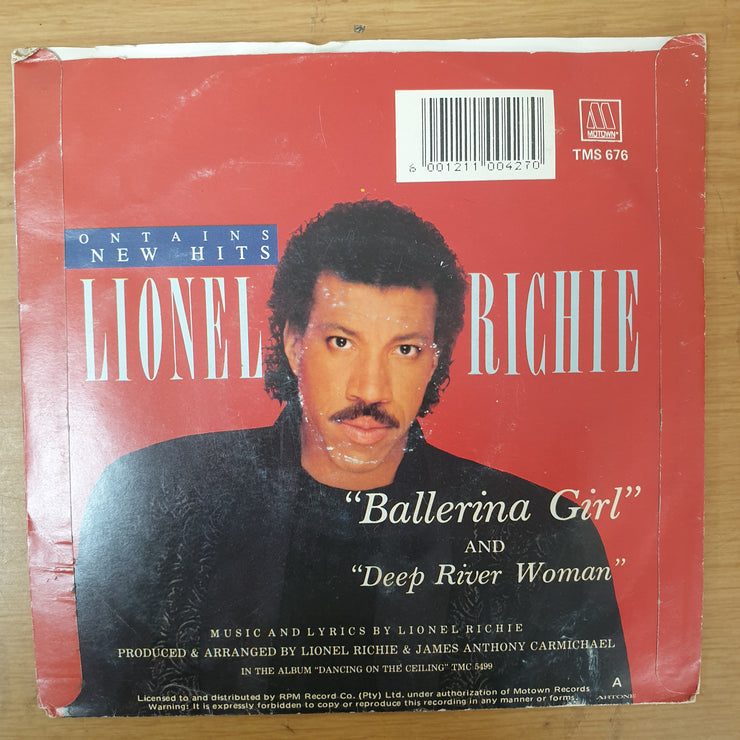 6 001211 004270
MOTOWN
TMS 676
ONTAINS
NEW HITS
LIONEL RICHIE
“Ballerina Girl”
AND
“Deep River Woman”
MUSIC AND LYRICS BY LIONEL RICHIE
PRODUCED & ARRANGED BY LIONEL RICHIE & JAMES ANTHONY CARMICHAEL
IN THE ALBUM “DANCING ON THE CEILING” TMC 5499
Licensed to and distributed by RPM Record Co. (Pty) Ltd. under authorization of Motown Records
Warning: It is expressly forbidden to copy or reproduce this recording in any manner or forms
A
ARTONE